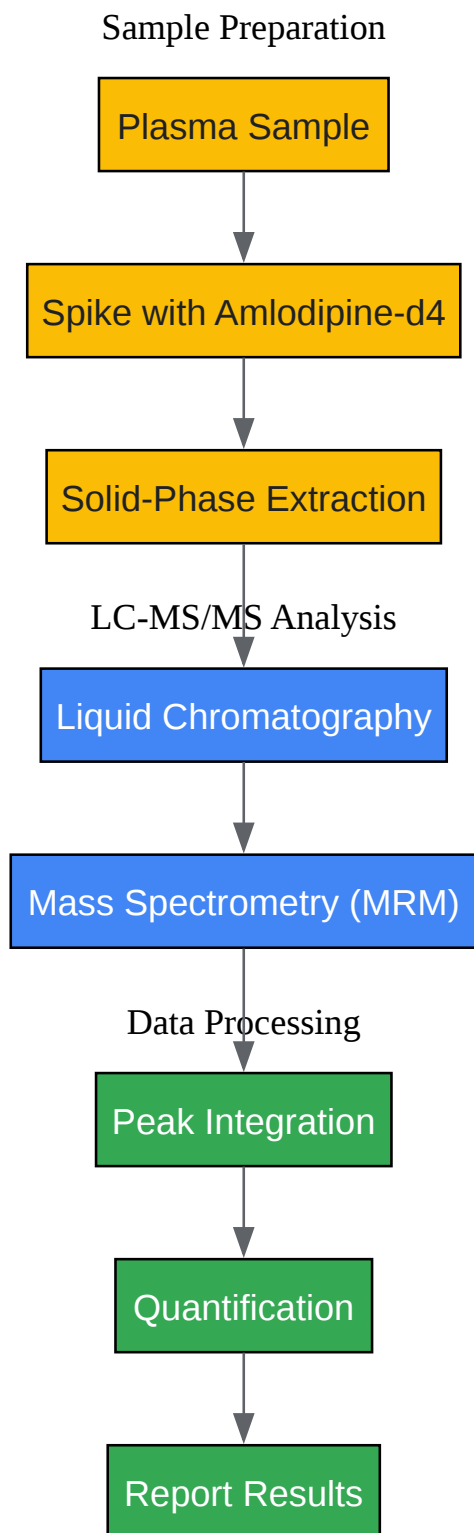 Sample Preparation
Plasma Sample
Spike with Amlodipine-d4
Solid-Phase Extraction
LC-MS/MS Analysis
Liquid Chromatography
Mass Spectrometry (MRM)
Data Processing
Peak Integration
Quantification
Report Results